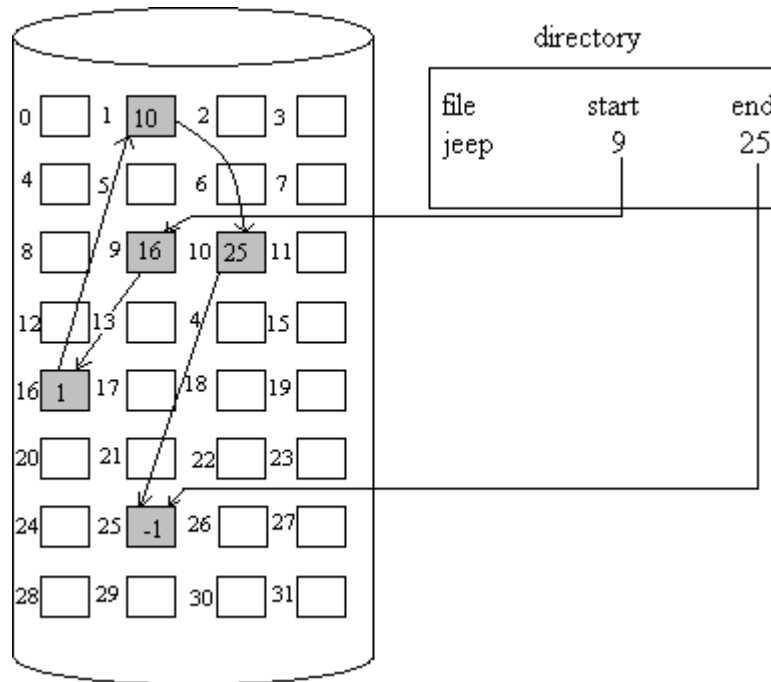 directory
file start end
jeep 9 25
0 1 10 2 3
4 5 6 7
8 9 16 10 25 11
12 13 4 15
16 1 17 18 19
20 21 22 23
24 25 -1 26 27
28 29 30 31